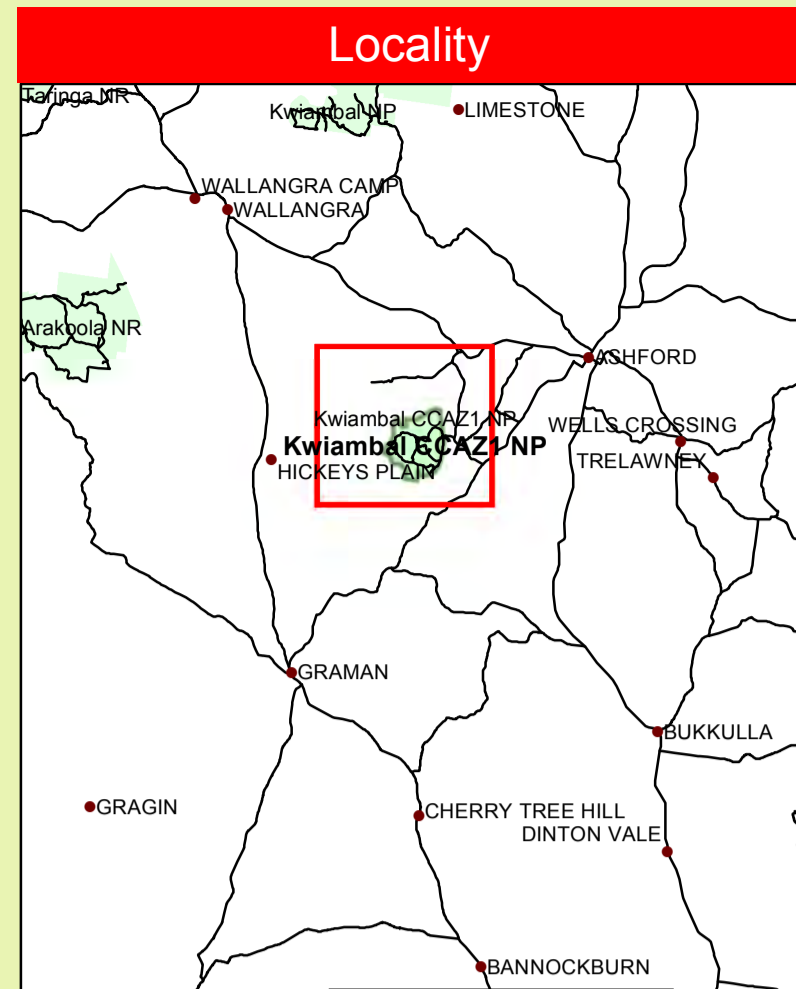 Locality
Taringa NR
Kwiambal NP
LIMESTONE
WALLANGRA CAMP
WALLANGRA
Arakoola NR
ASHFORD
Kwiambal CCAZ1 NP
WELLS CROSSING
Kwiambal CCAZ1 NP
TRELAWNEY
HICKEYS PLAIN
GRAMAN
BUKKULLA
GRAGIN
CHERRY TREE HILL
DINTON VALE
BANNOCKBURN